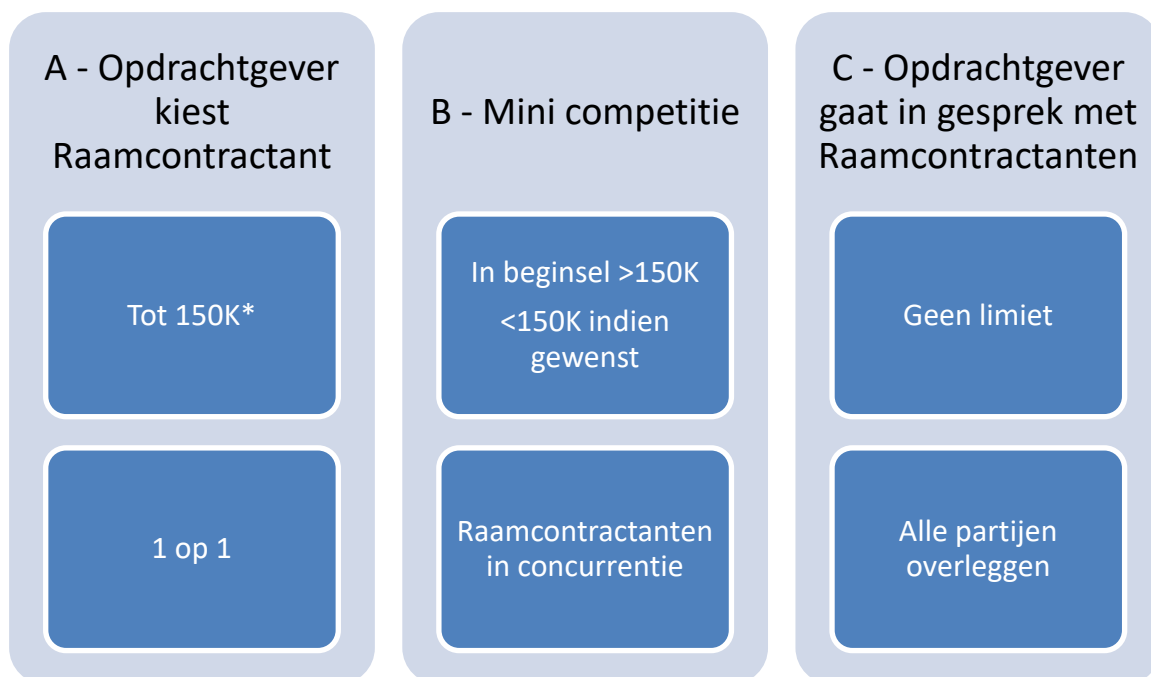 A - Opdrachtgever
kiest
Raamcontractant
Tot 150K*
1 op 1
B - Mini competitie
In beginsel >150K
<150K indien
gewenst
Raamcontractanten
in concurrentie
C - Opdrachtgever
gaat in gesprek met
Raamcontractanten
Geen limiet
Alle partijen
overleggen